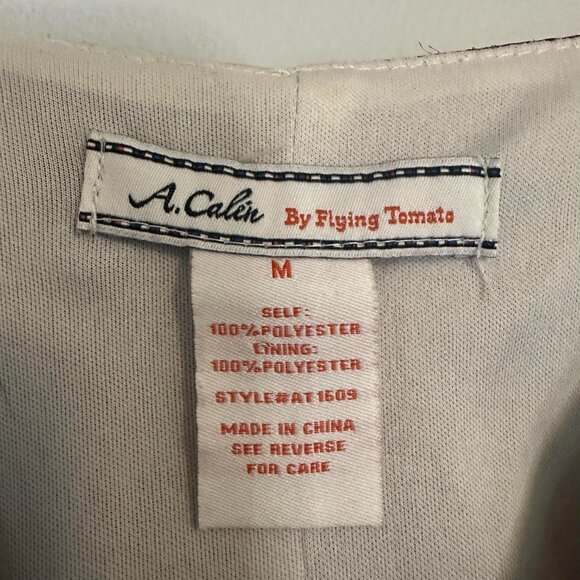 A.Calin By Flying Tomato
M
SELF:
100%POLYESTER
LINING:
100%POLYESTER
STYLE#AT1609
MADE IN CHINA
SEE REVERSE
FOR CARE